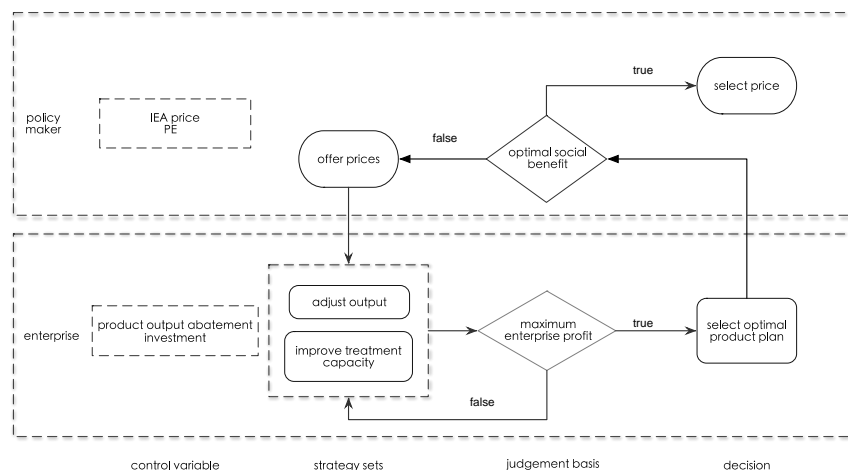 true
select price
policy
maker
IEA price
PE
false
offer prices
optimal social
benefit
enterprise
product output abatement
investment
adjust output
improve treatment
capacity
maximum
enterprise profit
true
select optimal
product plan
false
control variable
strategy sets
judgement basis
decision